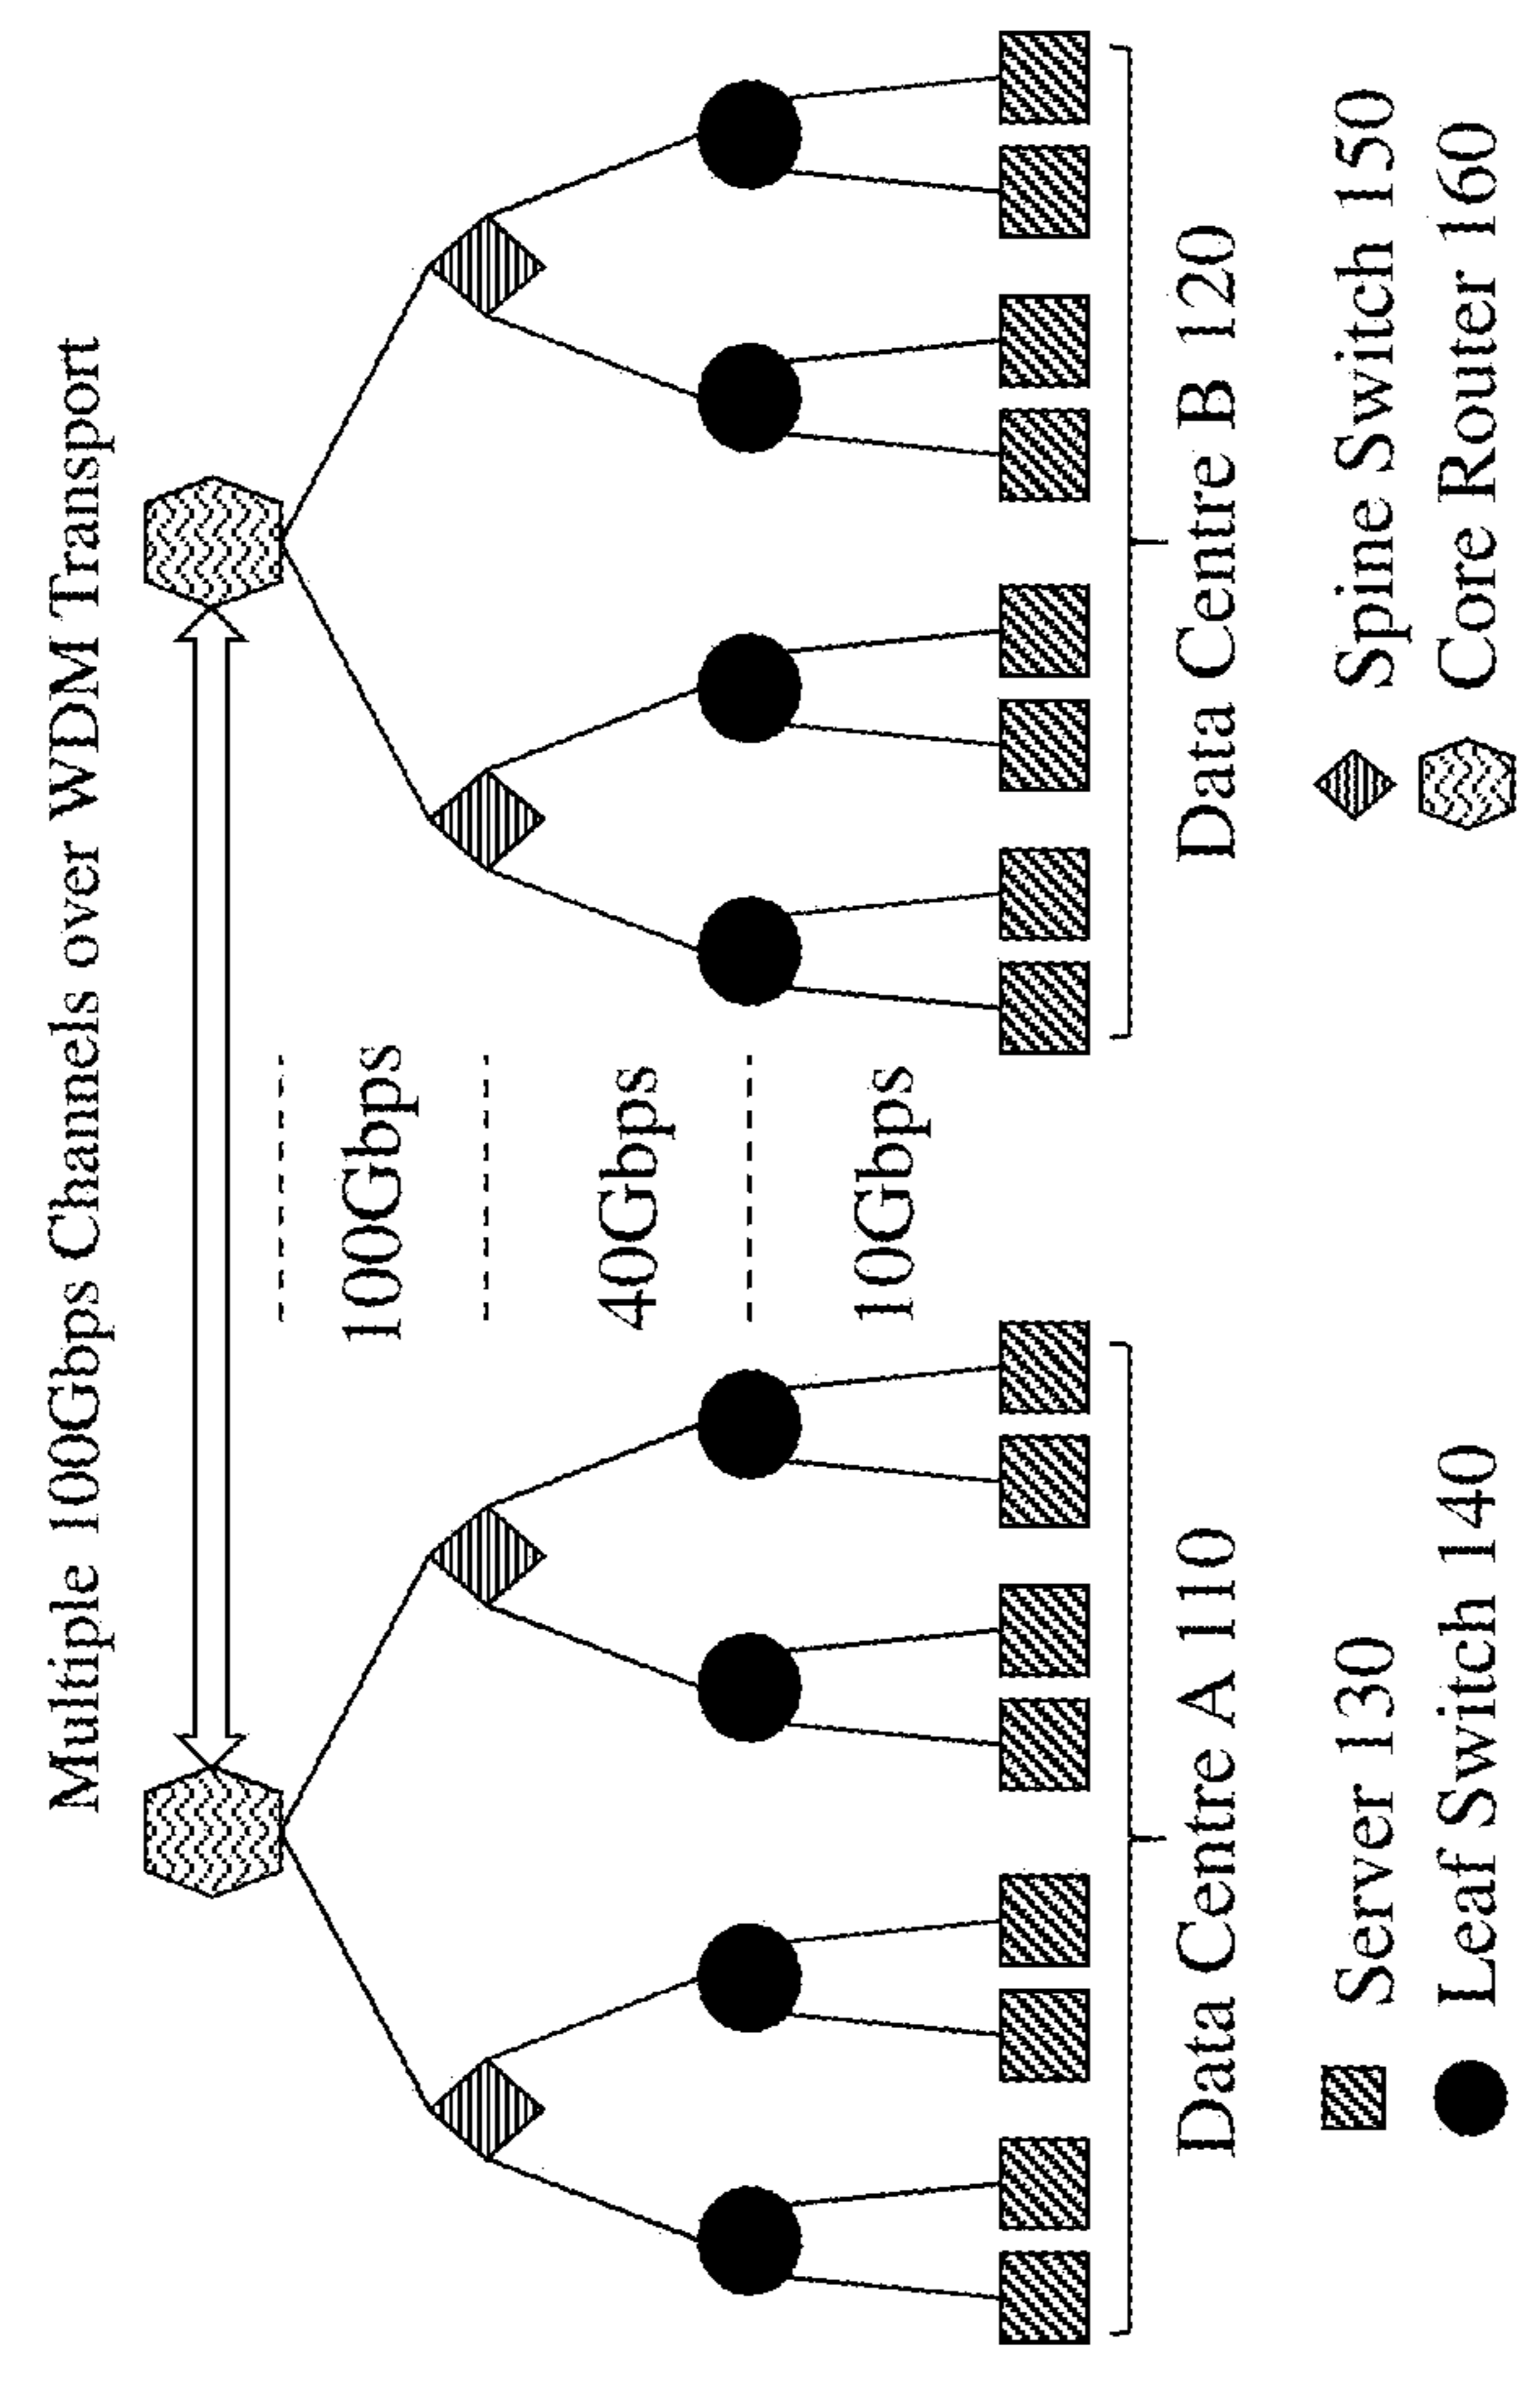 Multiple 100Gbps Channels over WDM Transport
100Gbps
40Gbps
10Gbps
Data Centre A 110
Data Centre B 120
Server 130
Spine Switch 150
Leaf Switch 140
Core Router 160